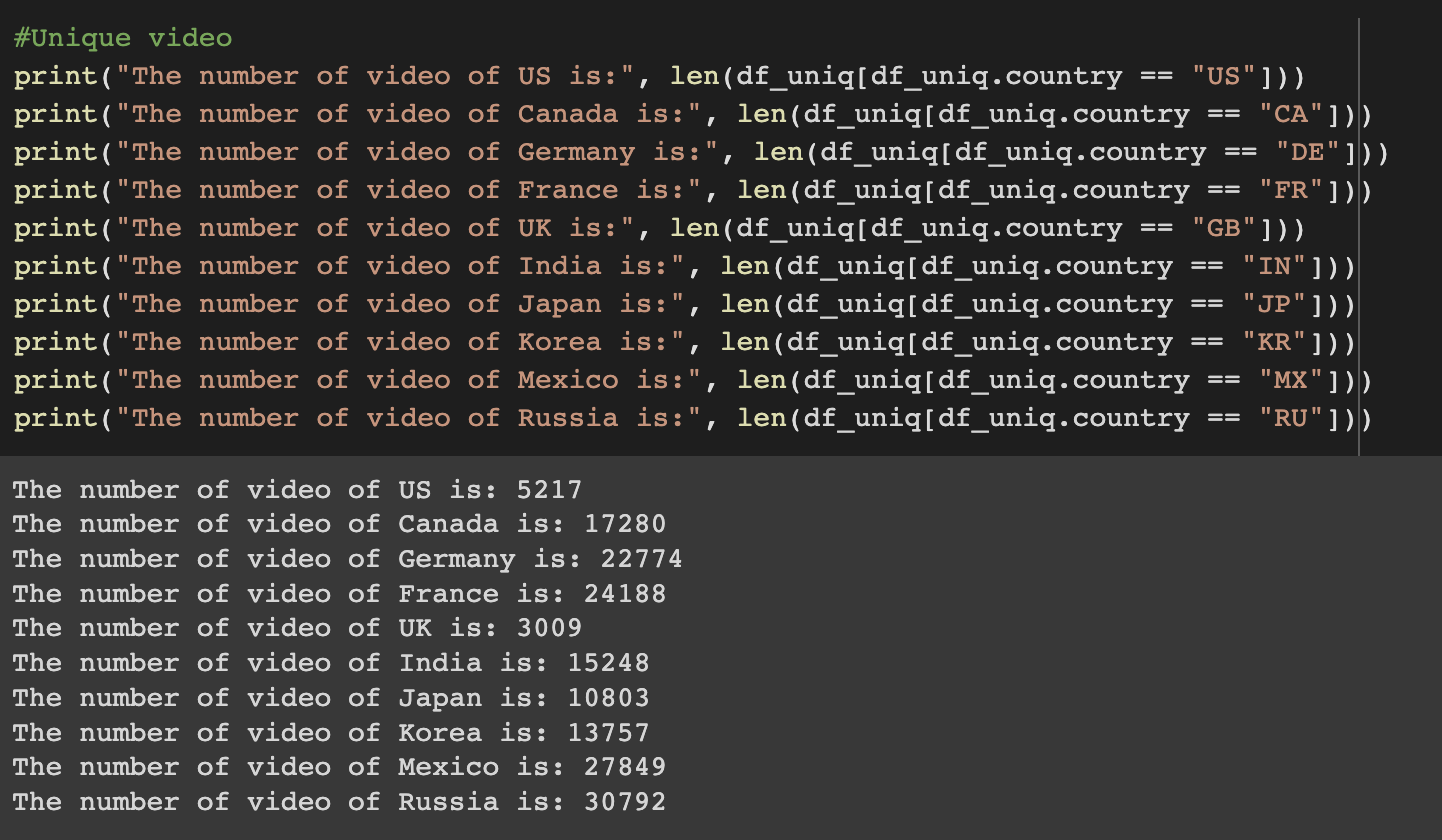 #Unique video
print("The number of video of US is:", len(df_uniq[df_uniq.country == "US"]))
print("The number of video of Canada is:", len(df_uniq[df_uniq.country == "CA"]))
print("The number of video of Germany is:", len(df_uniq[df_uniq.country == "DE"]))
print("The number of video of France is:", len(df_uniq[df_uniq.country == "FR"]))
print("The number of video of UK is:", len(df_uniq[df_uniq.country == "GB"]))
print("The number of video of India is:", len(df_uniq[df_uniq.country == "IN"]))
print("The number of video of Japan is:", len(df_uniq[df_uniq.country == "JP"]))
print("The number of video of Korea is:", len(df_uniq[df_uniq.country == "KR"]))
print("The number of video of Mexico is:", len(df_uniq[df_uniq.country == "MX"]))
print("The number of video of Russia is:", len(df_uniq[df_uniq.country == "RU"]))
The number of video of US is: 5217
The number of video of Canada is: 17280
The number of video of Germany is: 22774
The number of video of France is: 24188
The number of video of UK is: 3009
The number of video of India is: 15248
The number of video of Japan is: 10803
The number of video of Korea is: 13757
The number of video of Mexico is: 27849
The number of video of Russia is: 30792